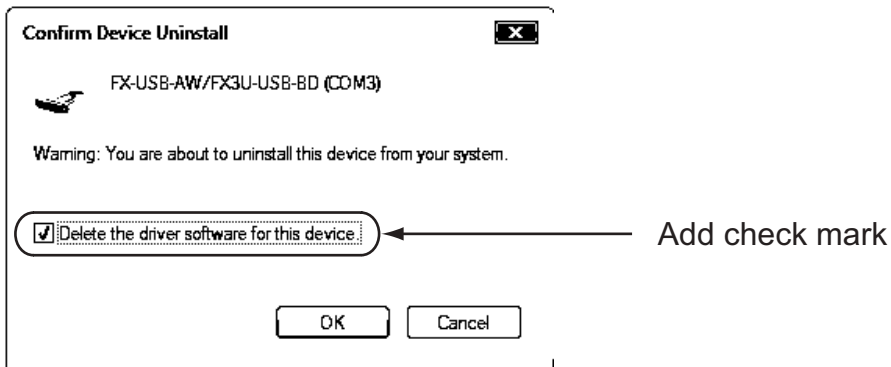 Confirm Device Uninstall
FX-USB-AW/FX3U-USB-BD (COM3)
Warning: You are about to uninstall this device from your system.
Delete the driver software for this device.
Add check mark
OK
Cancel